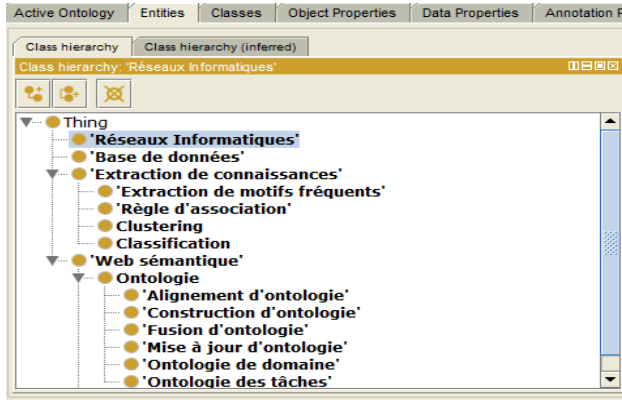 Active Ontology Entities Classes Object Properties Data Properties Annotation
Class hierarchy Class hierarchy (inferred)
Class hierarchy: 'Réseaux Informatiques'
Thing
'Réseaux Informatiques'
'Base de données'
'Extraction de connaissances'
'Extraction de motifs fréquents'
'Règle d'association'
Clustering
Classification
'Web sémantique'
Ontologie
'Alignement d'ontologie'
'Construction d'ontologie'
'Fusion d'ontologie'
'Mise à jour d'ontologie'
'Ontologie de domaine'
'Ontologie des tâches'